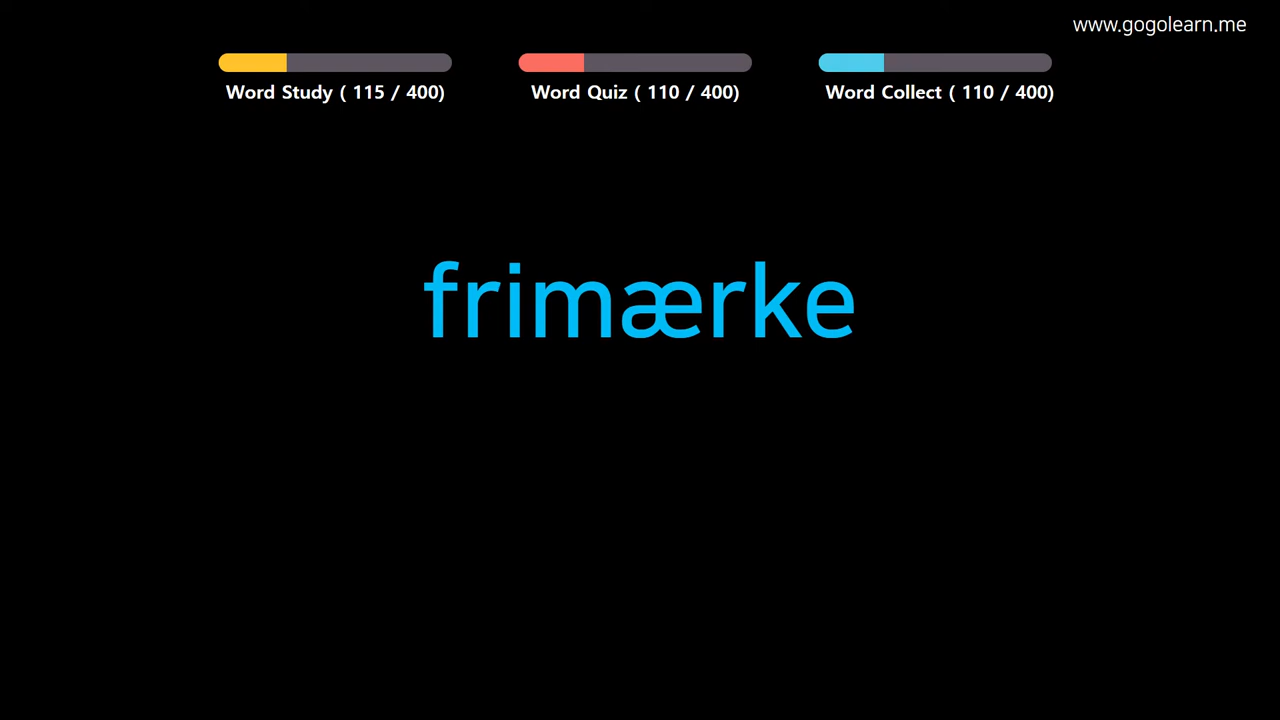 www.gogolearn.me
Word Study ( 115 / 400)
Word Quiz ( 110 / 400)
Word Collect ( 110 / 400)
frimærke